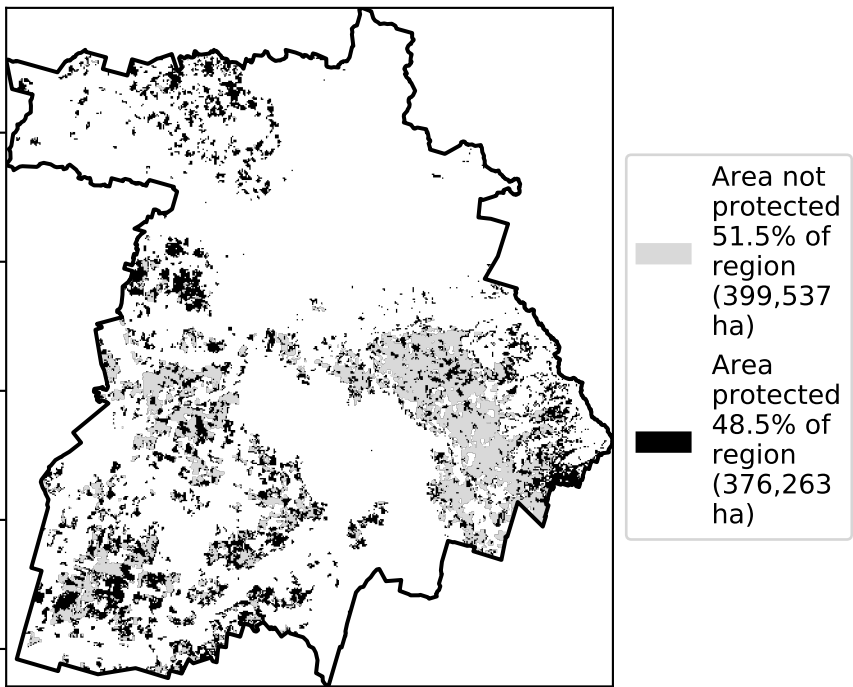 Area not
protected
51.5% of
region
(399,537
ha)
Area
protected
48.5% of
region
(376,263
ha)